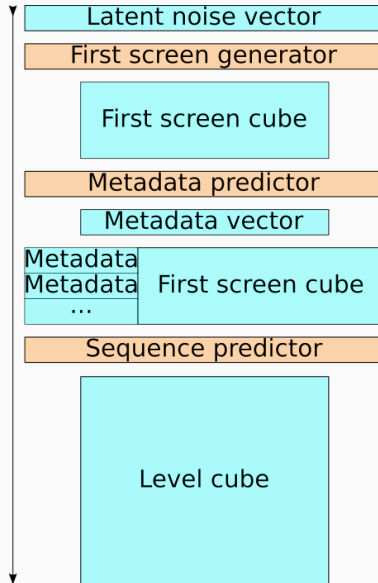 Latent noise vector
First screen generator
First screen cube
Metadata predictor
Metadata vector
Metadata
Metadata
...
First screen cube
Sequence predictor
Level cube